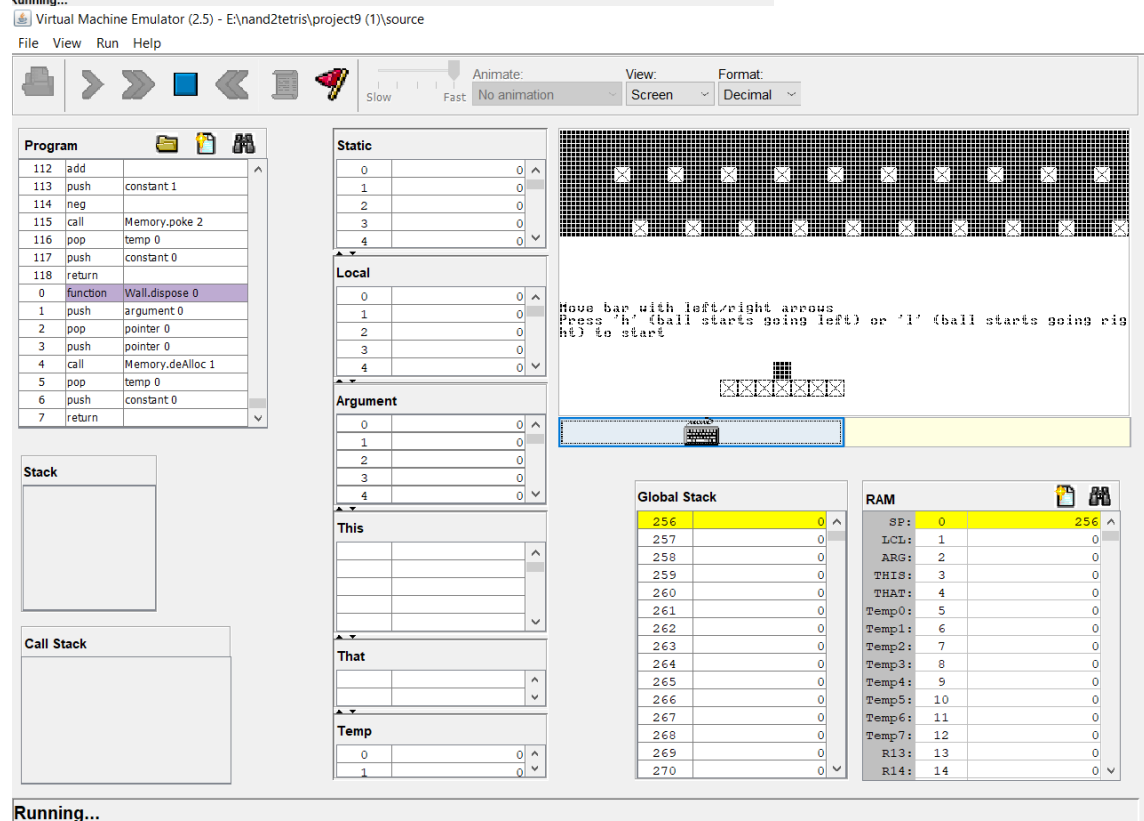 Running...
Virtual Machine Emulator (2.5) - E:\nand2tetris\project9 (1)\source
File View Run Help
Slow Fast
Animate:
No animation
View:
Screen
Format:
Decimal
Program
112 add
113 push constant 1
114 neg
115 call Memory.poke 2
116 pop temp 0
117 push constant 0
118 return
0 function Wall.dispose 0
1 push argument 0
2 pop pointer 0
3 push pointer 0
4 call Memory.deAlloc 1
5 pop temp 0
6 push constant 0
7 return
Stack
Call Stack
Static
0 0
1 0
2 0
3 0
4 0
Local
0 0
1 0
2 0
3 0
4 0
Argument
0 0
1 0
2 0
3 0
4 0
This
That
Temp
0 0
1 0
Move bar with left/right arrows
Press 'h' (ball starts going left) or 'l' (ball starts going rig
ht) to start
Global Stack
256 0
257 0
258 0
259 0
260 0
261 0
262 0
263 0
264 0
265 0
266 0
267 0
268 0
269 0
270 0
RAM
SP: 0 256
LCL: 1 0
ARG: 2 0
THIS: 3 0
THAT: 4 0
Temp0: 5 0
Temp1: 6 0
Temp2: 7 0
Temp3: 8 0
Temp4: 9 0
Temp5: 10 0
Temp6: 11 0
Temp7: 12 0
R13: 13 0
R14: 14 0
Running...